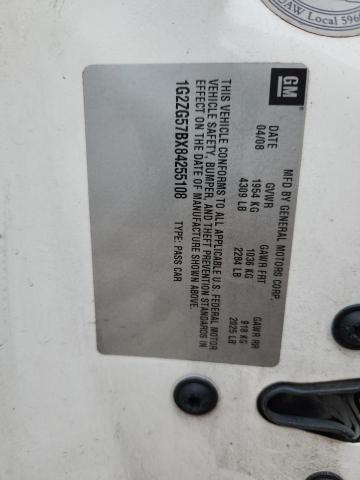 UAW Local 596
GM
MFD BY GENERAL MOTORS CORP.
DATE GVWR GAWR FRT GAWR RR
04/08 1954 KG 1036 KG 918 KG
4309 LB 2284 LB 2025 LB
THIS VEHICLE CONFORMS TO ALL APPLICABLE U.S. FEDERAL MOTOR
VEHICLE SAFETY, BUMPER, AND THEFT PREVENTION STANDARDS IN
EFFECT ON THE DATE OF MANUFACTURE SHOWN ABOVE.
1G2ZG57BX84255108 TYPE: PASS CAR